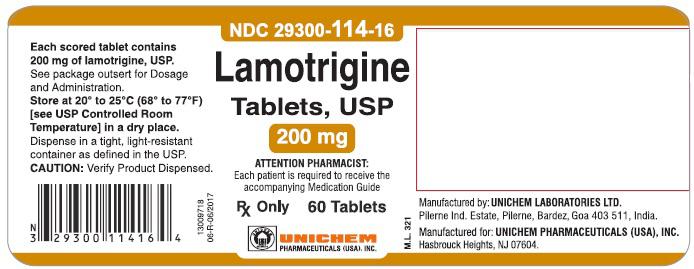 NDC 29300-114-16
Each scored tablet contains
200 mg of lamotrigine, USP.
See package outsert for Dosage
and Administration.
Store at 20° to 25°C (68° to 77°F)
[see USP Controlled Room
Temperature] in a dry place.
Dispense in a tight, light-resistant
container as defined in the USP.
CAUTION: Verify Product Dispensed.
N
3 29300 11416 4
13009718
06-R-06/2017
Lamotrigine
Tablets, USP
200 mg
ATTENTION PHARMACIST:
Each patient is required to receive the
accompanying Medication Guide
Rx Only 60 Tablets
UNICHEM
PHARMACEUTICALS (USA), INC.
M.L. 321
Manufactured by: UNICHEM LABORATORIES LTD.
Pilerne Ind. Estate, Pilerne, Bardez, Goa 403 511, India.
Manufactured for: UNICHEM PHARMACEUTICALS (USA), INC.
Hasbrouck Heights, NJ 07604.